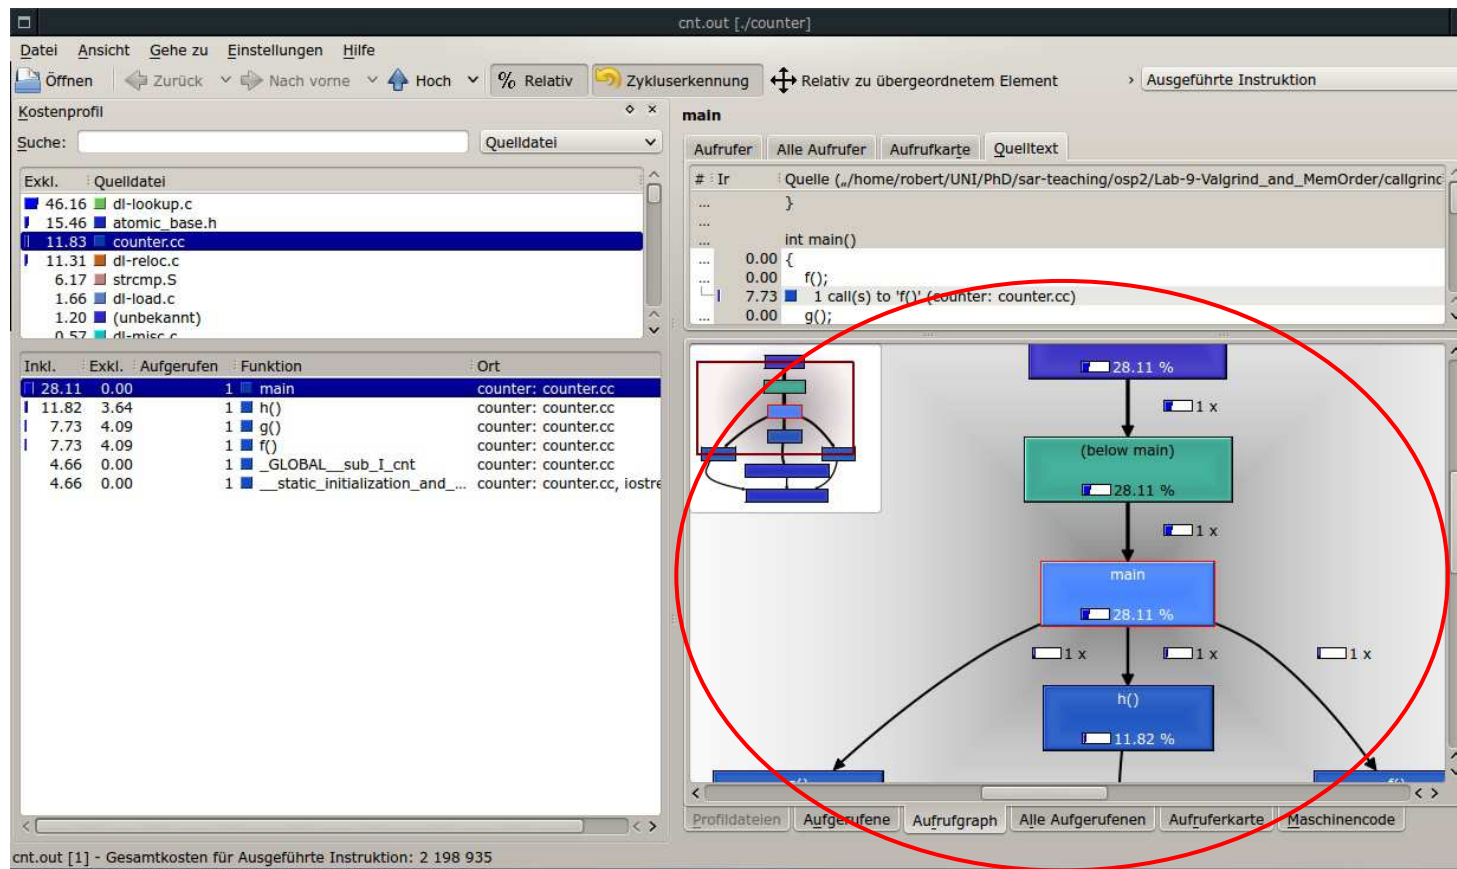 cnt.out [./counter]
Datei Ansicht Gehe zu Einstellungen Hilfe
Öffnen Zurück Nach vorne Hoch % Relativ Zykluserkennung Relativ zu übergeordnetem Element › Ausgeführte Instruktion
Kostenprofil
Suche: Quelldatei
Exkl. Quelldatei
46.16 dl-lookup.c
15.46 atomic_base.h
11.83 counter.cc
11.31 dl-reloc.c
6.17 strcmp.S
1.66 dl-load.c
1.20 (unbekannt)
0.57 dl-misc.c
Inkl. Exkl. Aufgerufen Funktion Ort
28.11 0.00 1 main counter: counter.cc
11.82 3.64 1 h() counter: counter.cc
7.73 4.09 1 g() counter: counter.cc
7.73 4.09 1 f() counter: counter.cc
4.66 0.00 1 _GLOBAL__sub_I_cnt counter: counter.cc
4.66 0.00 1 __static_initialization_and_... counter: counter.cc, iostre
main
Aufrufer Alle Aufrufer Aufrufkarte Quelltext
# Ir Quelle („/home/robert/UNI/PhD/sar-teaching/osp2/Lab-9-Valgrind_and_MemOrder/callgrinc
... }
...
... int main()
... 0.00 {
... 0.00 f();
7.73 1 call(s) to 'f()' (counter: counter.cc)
... 0.00 g();
28.11 %
1 x
(below main)
28.11 %
1 x
main
28.11 %
1 x 1 x 1 x
h()
11.82 %
Profildateien Aufgerufene Aufrufgraph Alle Aufgerufenen Aufruferkarte Maschinencode
cnt.out [1] - Gesamtkosten für Ausgeführte Instruktion: 2 198 935